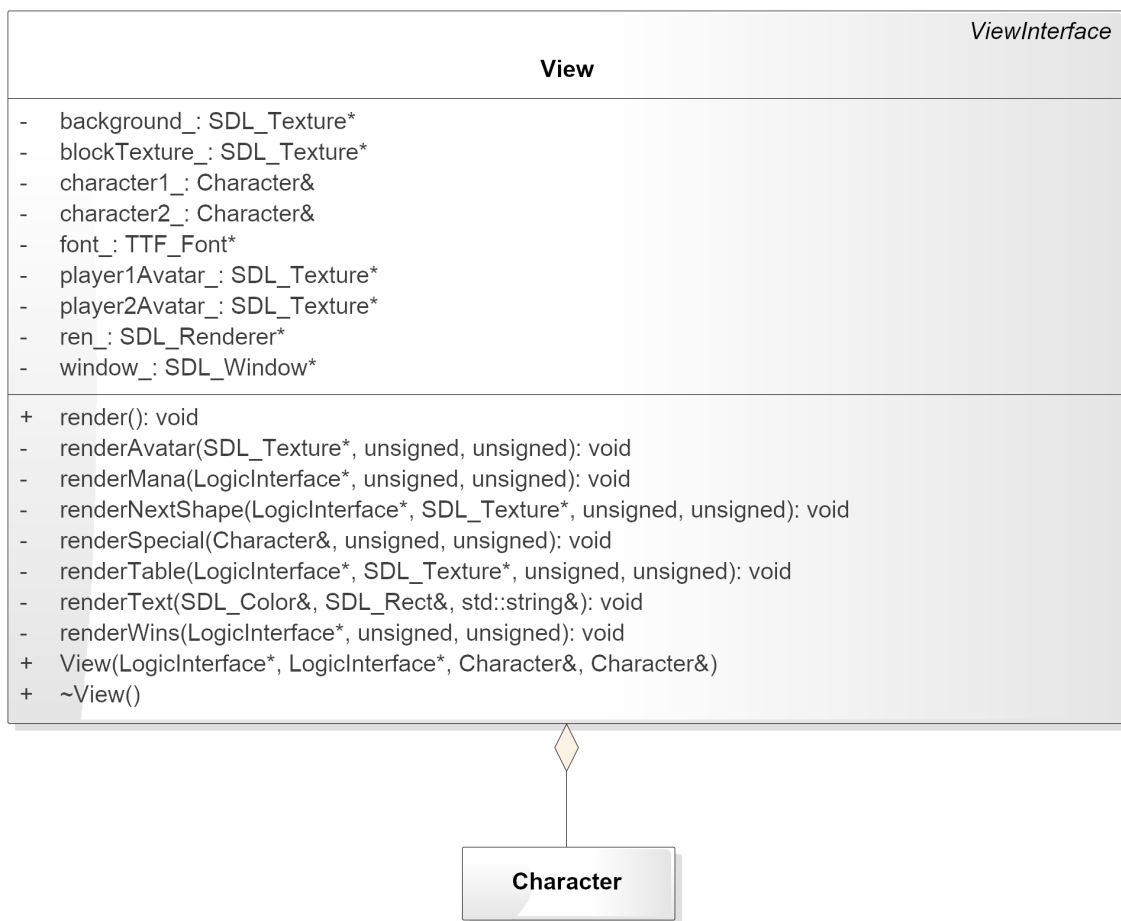 ViewInterface
View
- background_: SDL_Texture*
- blockTexture_: SDL_Texture*
- character1_: Character&
- character2_: Character&
- font_: TTF_Font*
- player1Avatar_: SDL_Texture*
- player2Avatar_: SDL_Texture*
- ren_: SDL_Renderer*
- window_: SDL_Window*
+ render(): void
- renderAvatar(SDL_Texture*, unsigned, unsigned): void
- renderMana(LogicInterface*, unsigned, unsigned): void
- renderNextShape(LogicInterface*, SDL_Texture*, unsigned, unsigned): void
- renderSpecial(Character&, unsigned, unsigned): void
- renderTable(LogicInterface*, SDL_Texture*, unsigned, unsigned): void
- renderText(SDL_Color&, SDL_Rect&, std::string&): void
- renderWins(LogicInterface*, unsigned, unsigned): void
+ View(LogicInterface*, LogicInterface*, Character&, Character&)
+ ~View()
Character